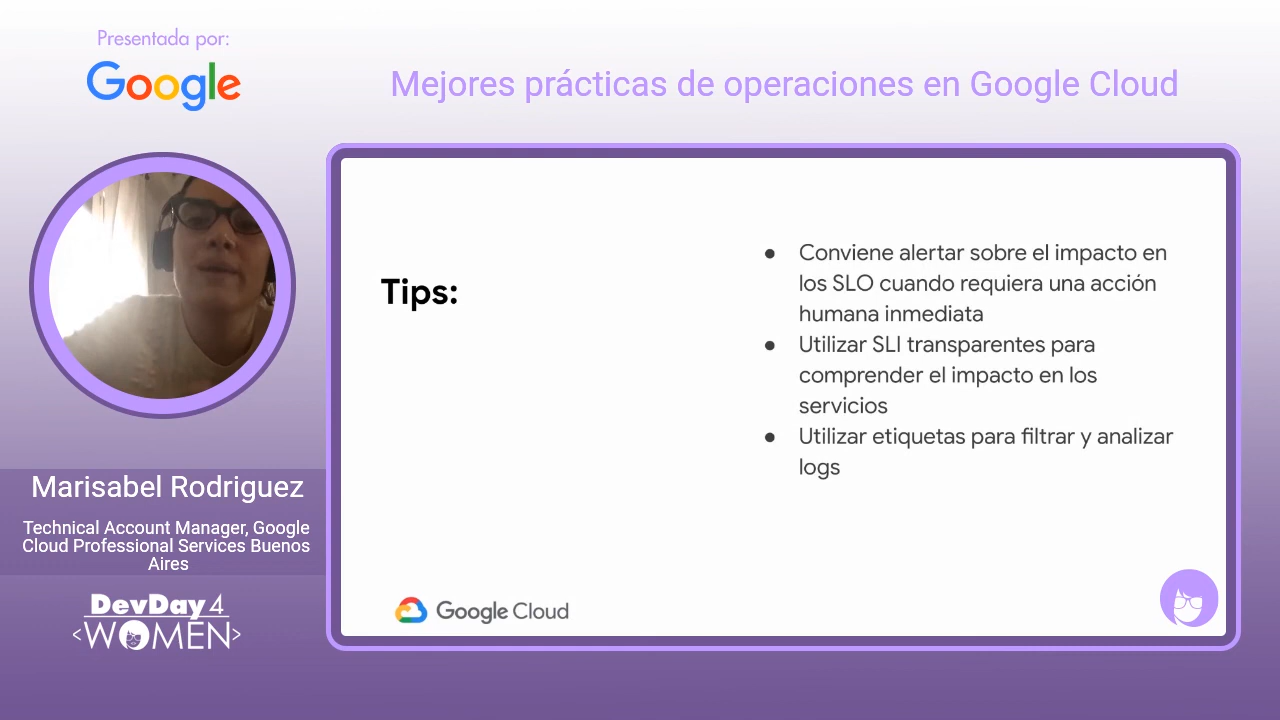 Presentada por:
Google
Mejores prácticas de operaciones en Google Cloud
Tips:
● Conviene alertar sobre el impacto en
los SLO cuando requiera una acción
humana inmediata
● Utilizar SLI transparentes para
comprender el impacto en los
servicios
● Utilizar etiquetas para filtrar y analizar
logs
Google Cloud
Marisabel Rodriguez
Technical Account Manager, Google
Cloud Professional Services Buenos
Aires
DevDay 4
<WOMEN>